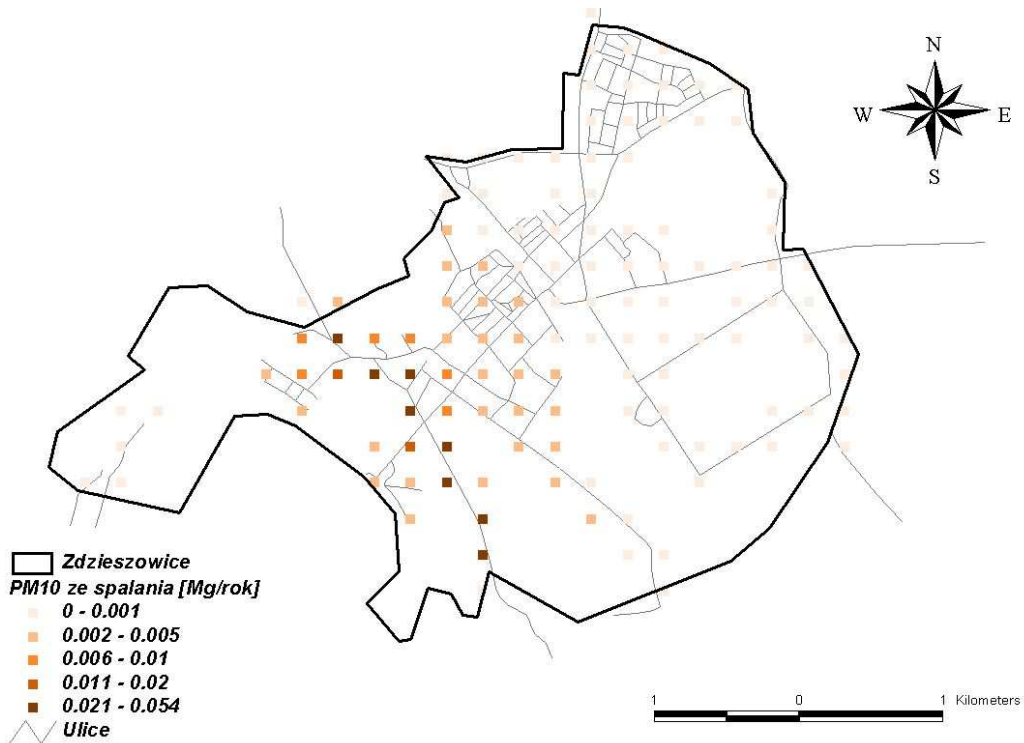 N
W E
S
Zdzieszowice
PM10 ze spalania [Mg/rok]
0 - 0.001
0.002 - 0.005
0.006 - 0.01
0.011 - 0.02
0.021 - 0.054
Ulice
1 0 1 Kilometers